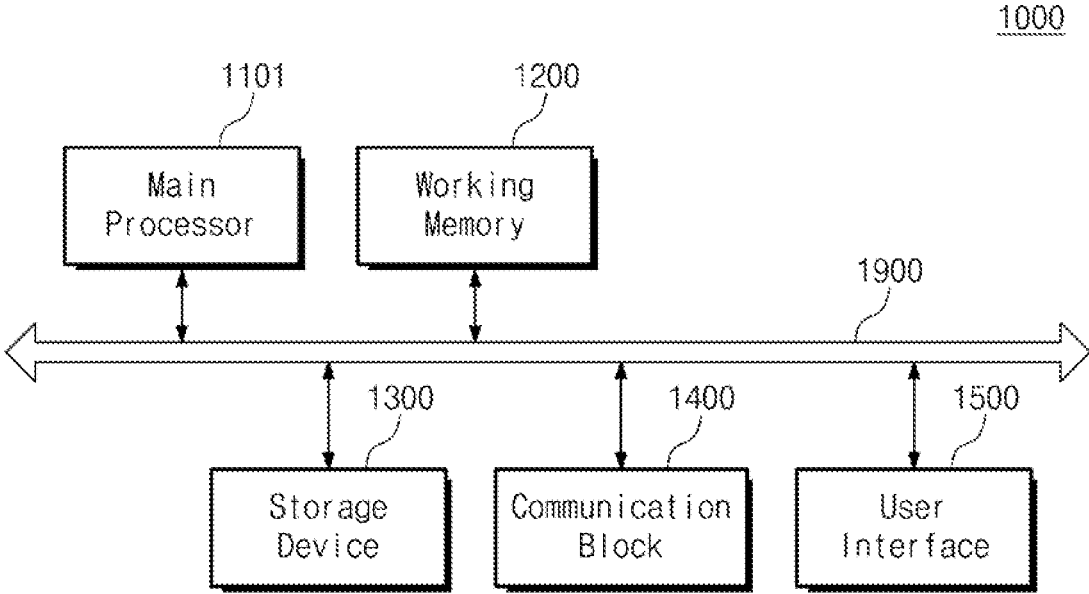 1000
1101
1200
Main
Processor
Working
Memory
1900
1300
1400
1500
Storage
Device
Communication
Block
User
Interface